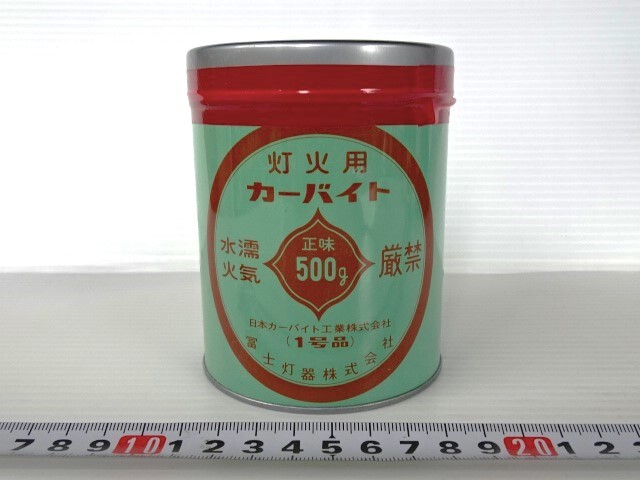 灯火用
カーバイト
水濡
火気
厳禁
正味
500g
日本カーバイト工業株式会社
(1号品)
冨士灯器株式会社
7 8 9 10 1 2 3 4 5 6 7 8 9 20 1 2